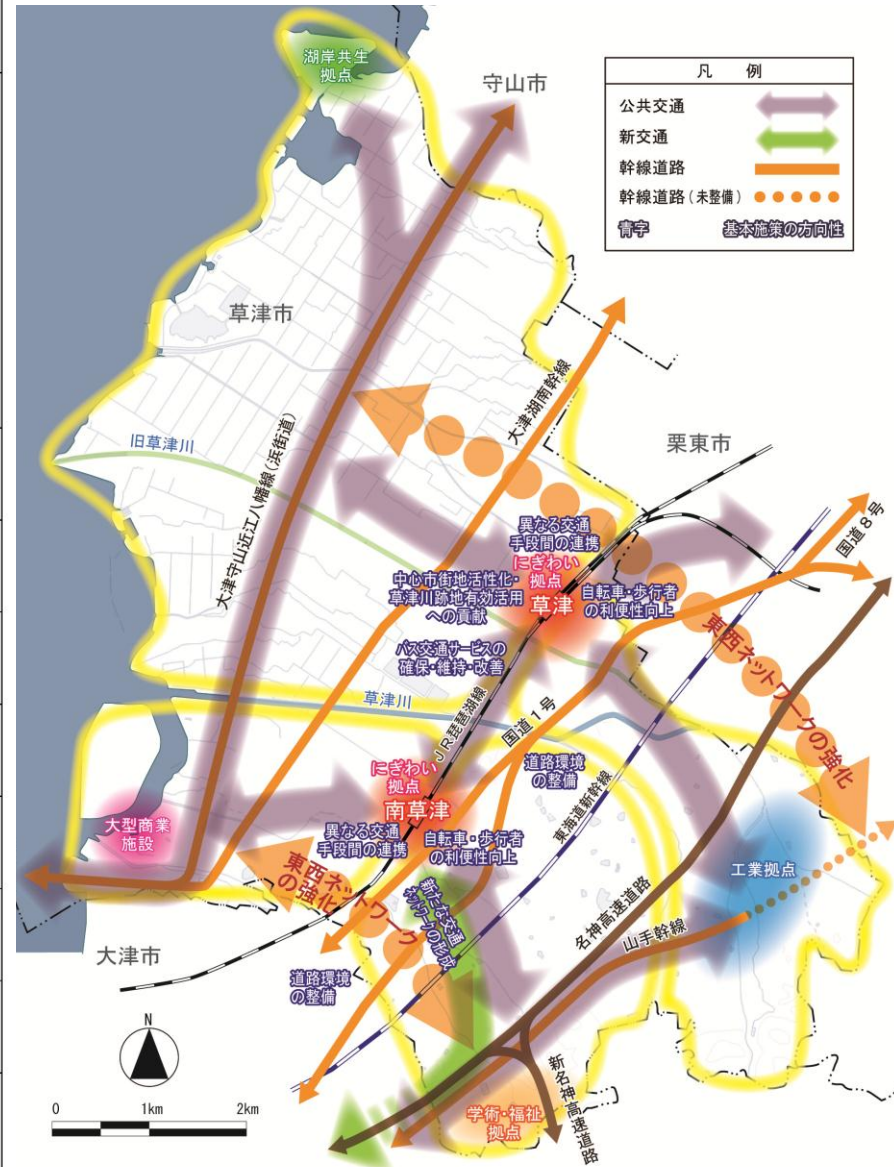 湖岸共生
拠点
守山市
凡　例
公共交通
新交通
幹線道路
幹線道路(未整備)
青字　基本施策の方向性
草津市
大津湖南幹線
栗東市
旧草津川
大津守山近江八幡線(浜街道)
国道8号
異なる交通
手段間の連携
にぎわい
拠点
草津
中心市街地活性化・
草津川跡地有効活用
への貢献
自転車・歩行者
の利便性向上
バス交通サービスの
確保・維持・改善
東西ネットワークの強化
草津川
JR琵琶湖線
国道1号
にぎわい
拠点
南草津
道路環境
の整備
東海道新幹線
大型商業
施設
異なる交通
手段間の連携
自転車・歩行者
の利便性向上
工業拠点
東西ネットワーク
の強化
新たな交通
ネットワークの形成
名神高速道路
山手幹線
大津市
道路環境
の整備
N
0 1km 2km
新名神高速道路
学術・福祉
拠点